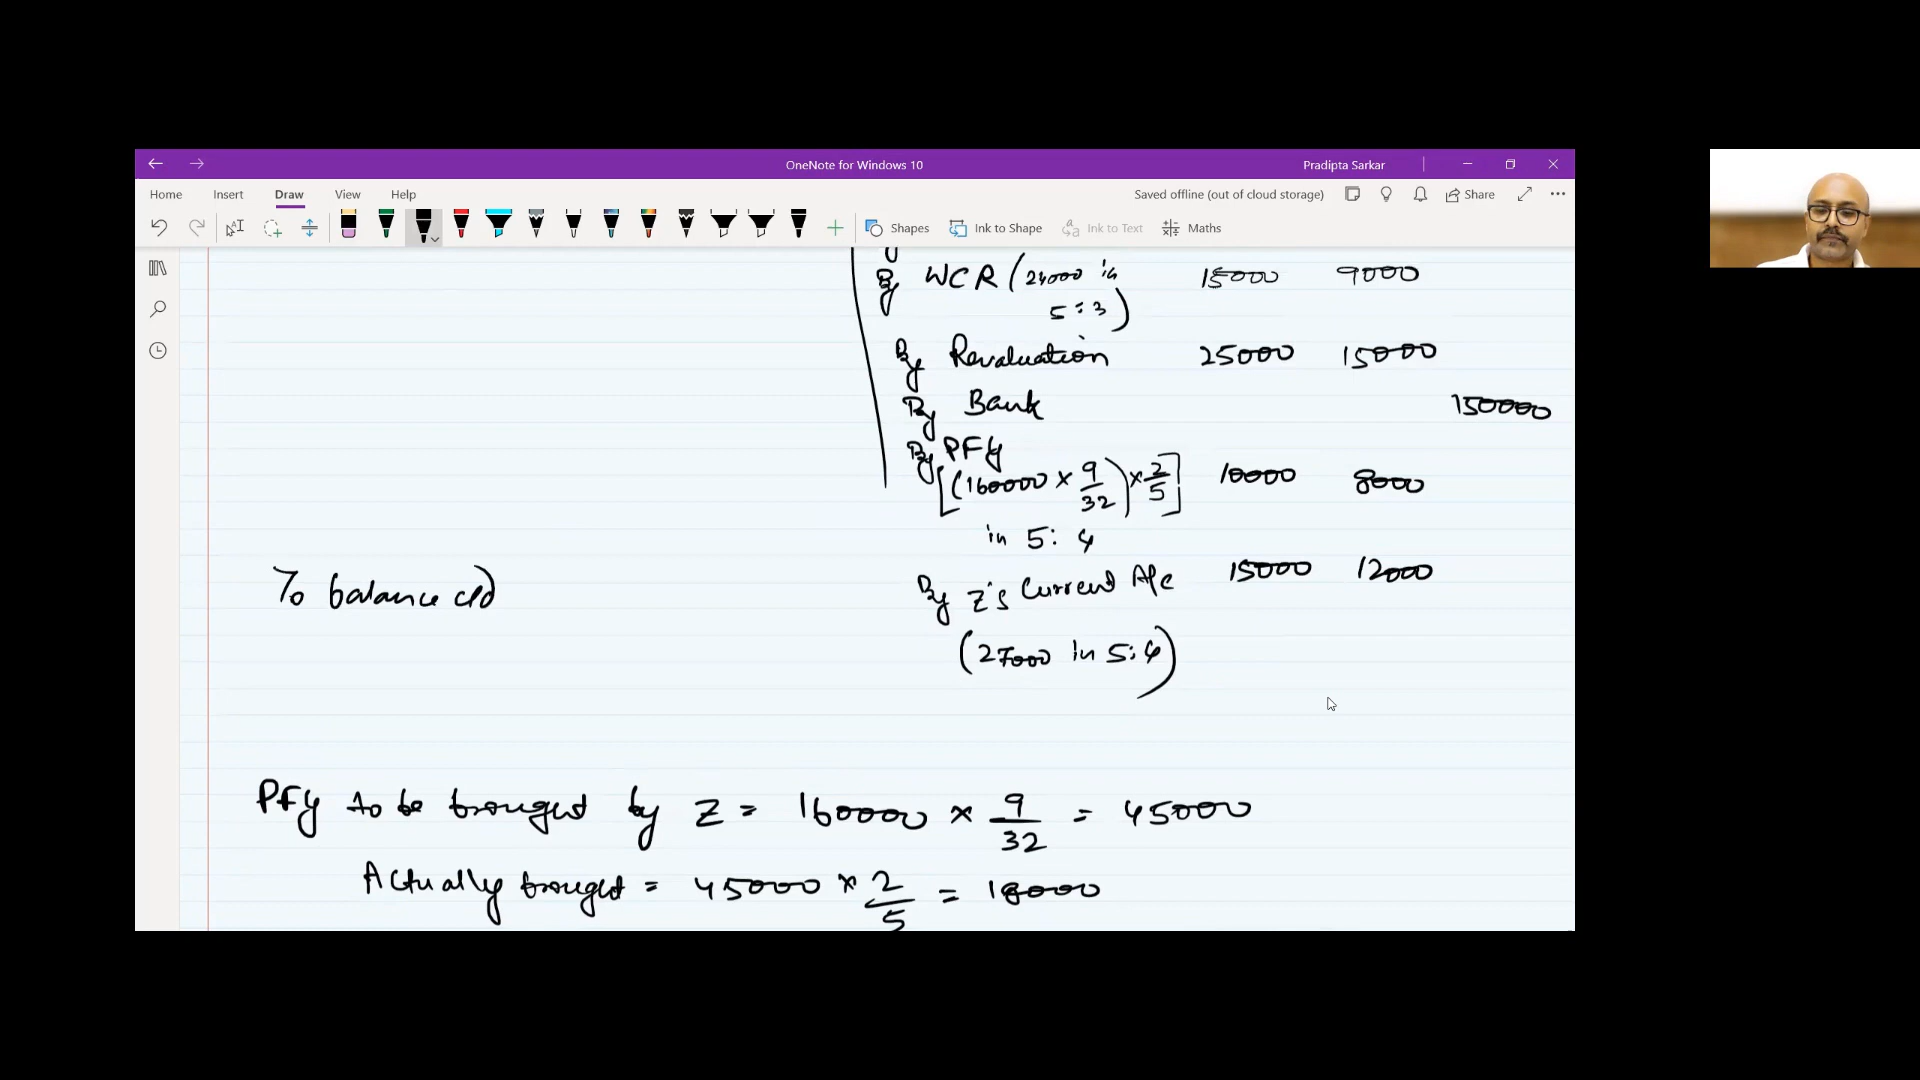 OneNote for Windows 10
Pradipta Sarkar
Home Insert Draw View Help
Saved offline (out of cloud storage)
Share
Shapes Ink to Shape Ink to Text Maths
By WCR (24000 in 15000 9000
5:3)
By Revaluation 25000 15000
By Bank 150000
By PFG
[(160000 × 9/32) × 2/5] 10000 8000
in 5:4
To balance c/d
By Z's Current A/c 15000 12000
(27000 in 5:4)
PFG to be brought by Z = 160000 × 9/32 = 45000
Actually brought = 45000 × 2/5 = 18000